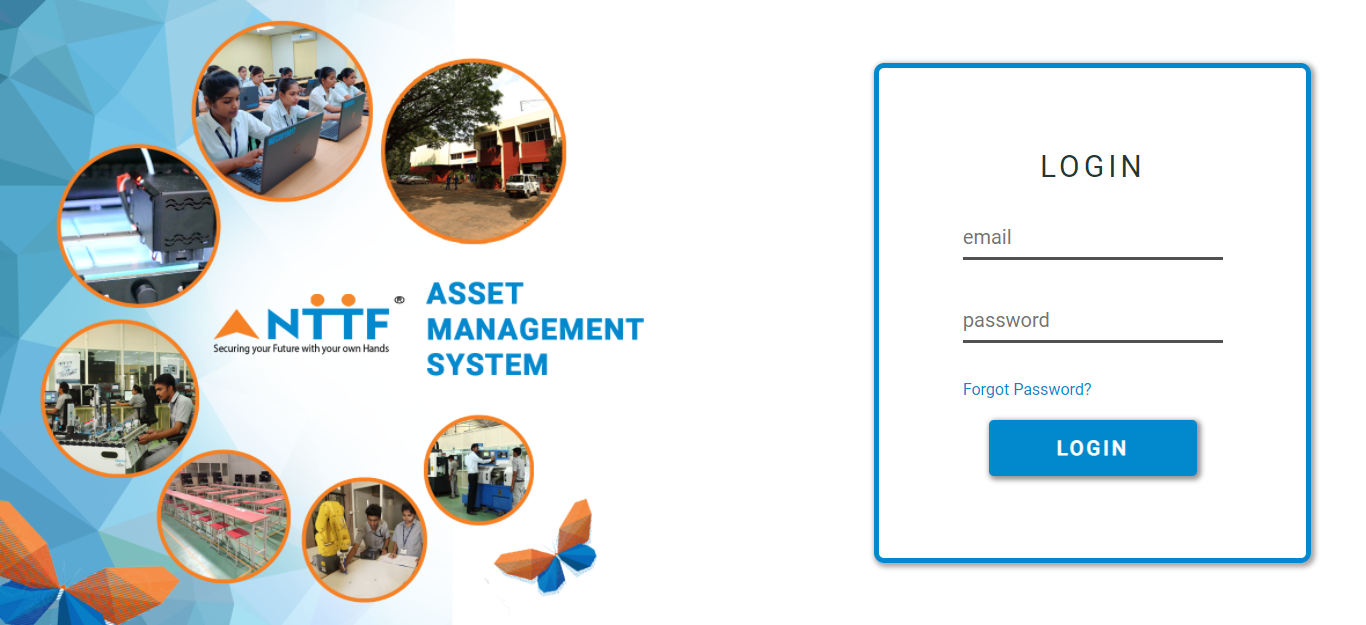 NTTF ®
Securing your Future with your own Hands
ASSET
MANAGEMENT
SYSTEM
LOGIN
email
password
Forgot Password?
LOGIN